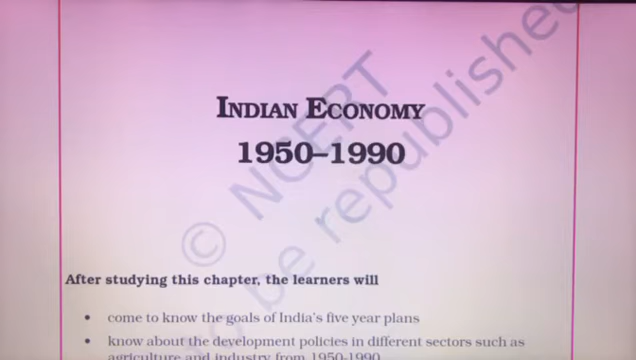 INDIAN ECONOMY
1950–1990
© NCERT
be republished
After studying this chapter, the learners will
• come to know the goals of India's five year plans
• know about the development policies in different sectors such as
agriculture and industry from 1950-1990